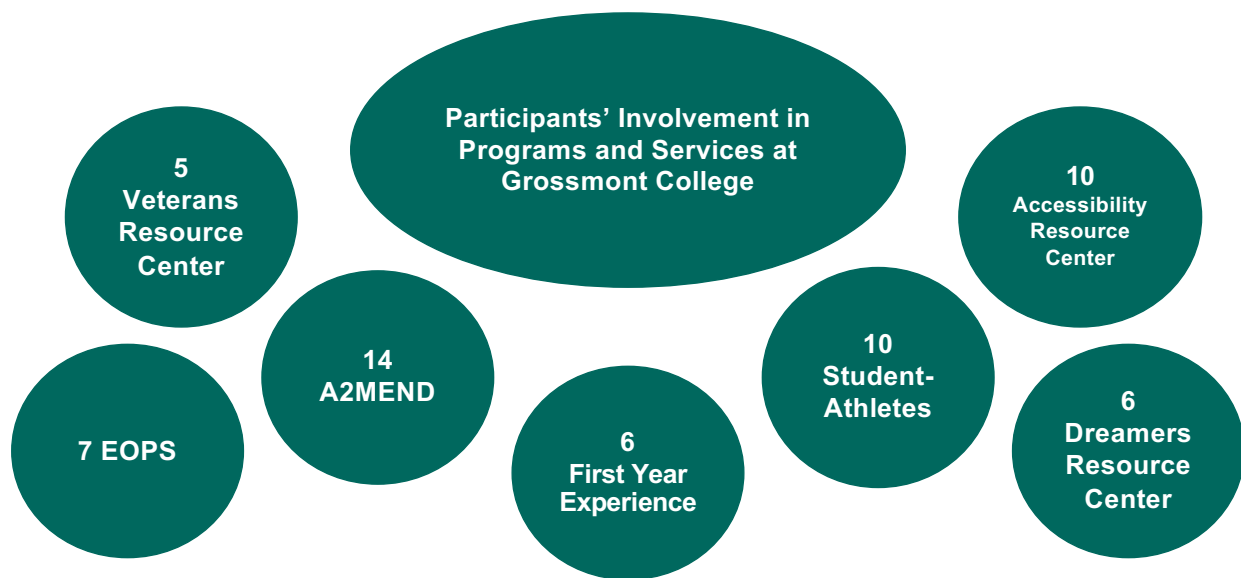 Participants’ Involvement in
Programs and Services at
Grossmont College
5
Veterans
Resource
Center
10
Accessibility
Resource
Center
14
A2MEND
10
Student-
Athletes
7 EOPS
6
First Year
Experience
6
Dreamers
Resource
Center